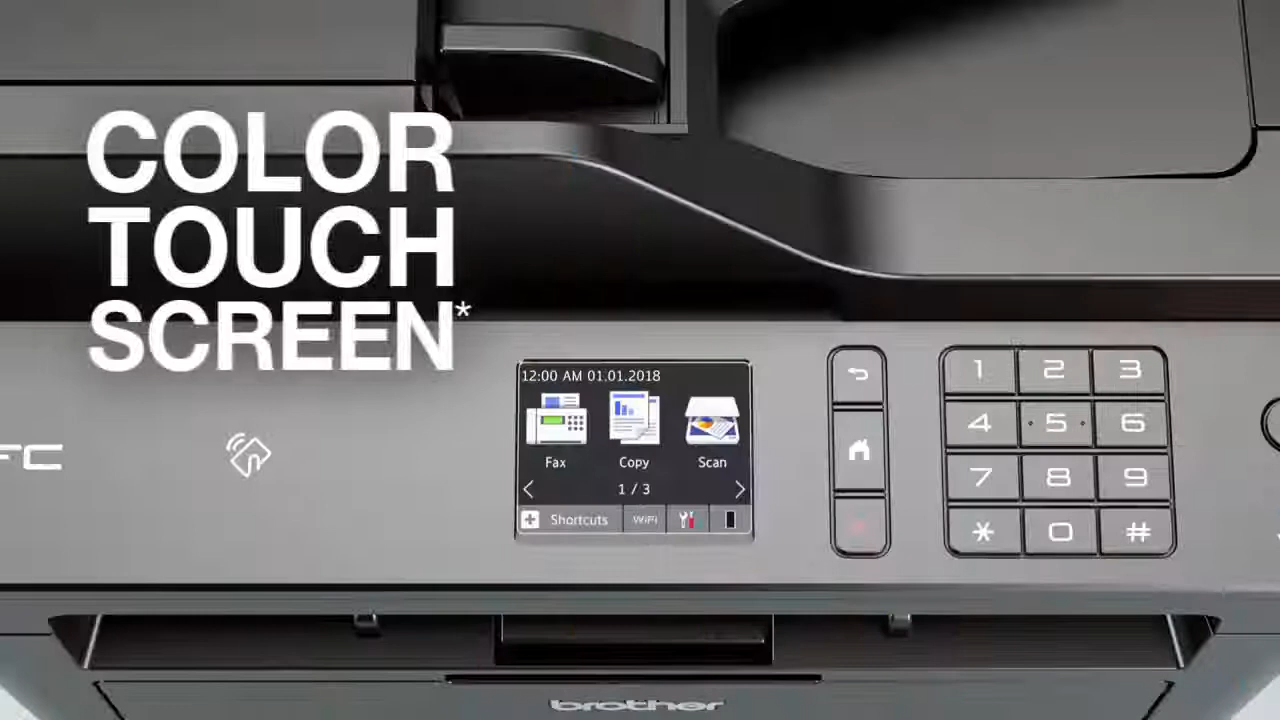 COLOR
TOUCH
SCREEN*
12:00 AM 01.01.2018
Fax Copy Scan
1 / 3
Shortcuts WiFi
1 2 3
4 5 6
7 8 9
* 0 #
FC
brother